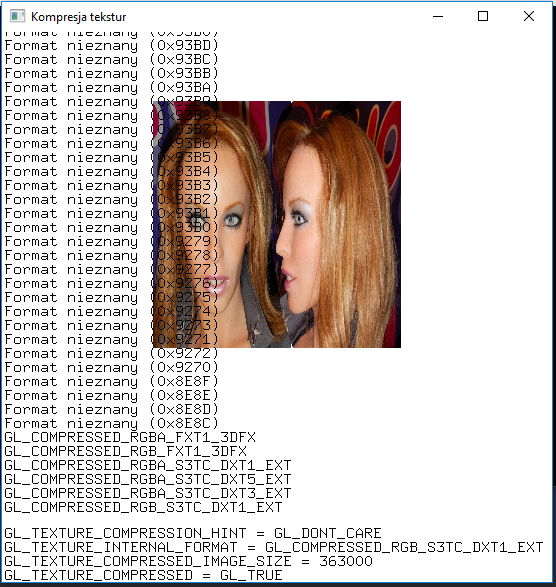 Kompresja tekstur
Format nieznany (0x93BD)
Format nieznany (0x93BC)
Format nieznany (0x93BB)
Format nieznany (0x93BA)
Format nieznany (0x93B9)
Format nieznany (0x93B8)
Format nieznany (0x93B7)
Format nieznany (0x93B6)
Format nieznany (0x93B5)
Format nieznany (0x93B4)
Format nieznany (0x93B3)
Format nieznany (0x93B2)
Format nieznany (0x93B1)
Format nieznany (0x93B0)
Format nieznany (0x9279)
Format nieznany (0x9278)
Format nieznany (0x9277)
Format nieznany (0x9276)
Format nieznany (0x9275)
Format nieznany (0x9274)
Format nieznany (0x9273)
Format nieznany (0x9271)
Format nieznany (0x9272)
Format nieznany (0x9270)
Format nieznany (0x8E8F)
Format nieznany (0x8E8E)
Format nieznany (0x8E8D)
Format nieznany (0x8E8C)
GL_COMPRESSED_RGBA_FXT1_3DFX
GL_COMPRESSED_RGB_FXT1_3DFX
GL_COMPRESSED_RGBA_S3TC_DXT1_EXT
GL_COMPRESSED_RGBA_S3TC_DXT5_EXT
GL_COMPRESSED_RGBA_S3TC_DXT3_EXT
GL_COMPRESSED_RGB_S3TC_DXT1_EXT
GL_TEXTURE_COMPRESSION_HINT = GL_DONT_CARE
GL_TEXTURE_INTERNAL_FORMAT = GL_COMPRESSED_RGB_S3TC_DXT1_EXT
GL_TEXTURE_COMPRESSED_IMAGE_SIZE = 363000
GL_TEXTURE_COMPRESSED = GL_TRUE